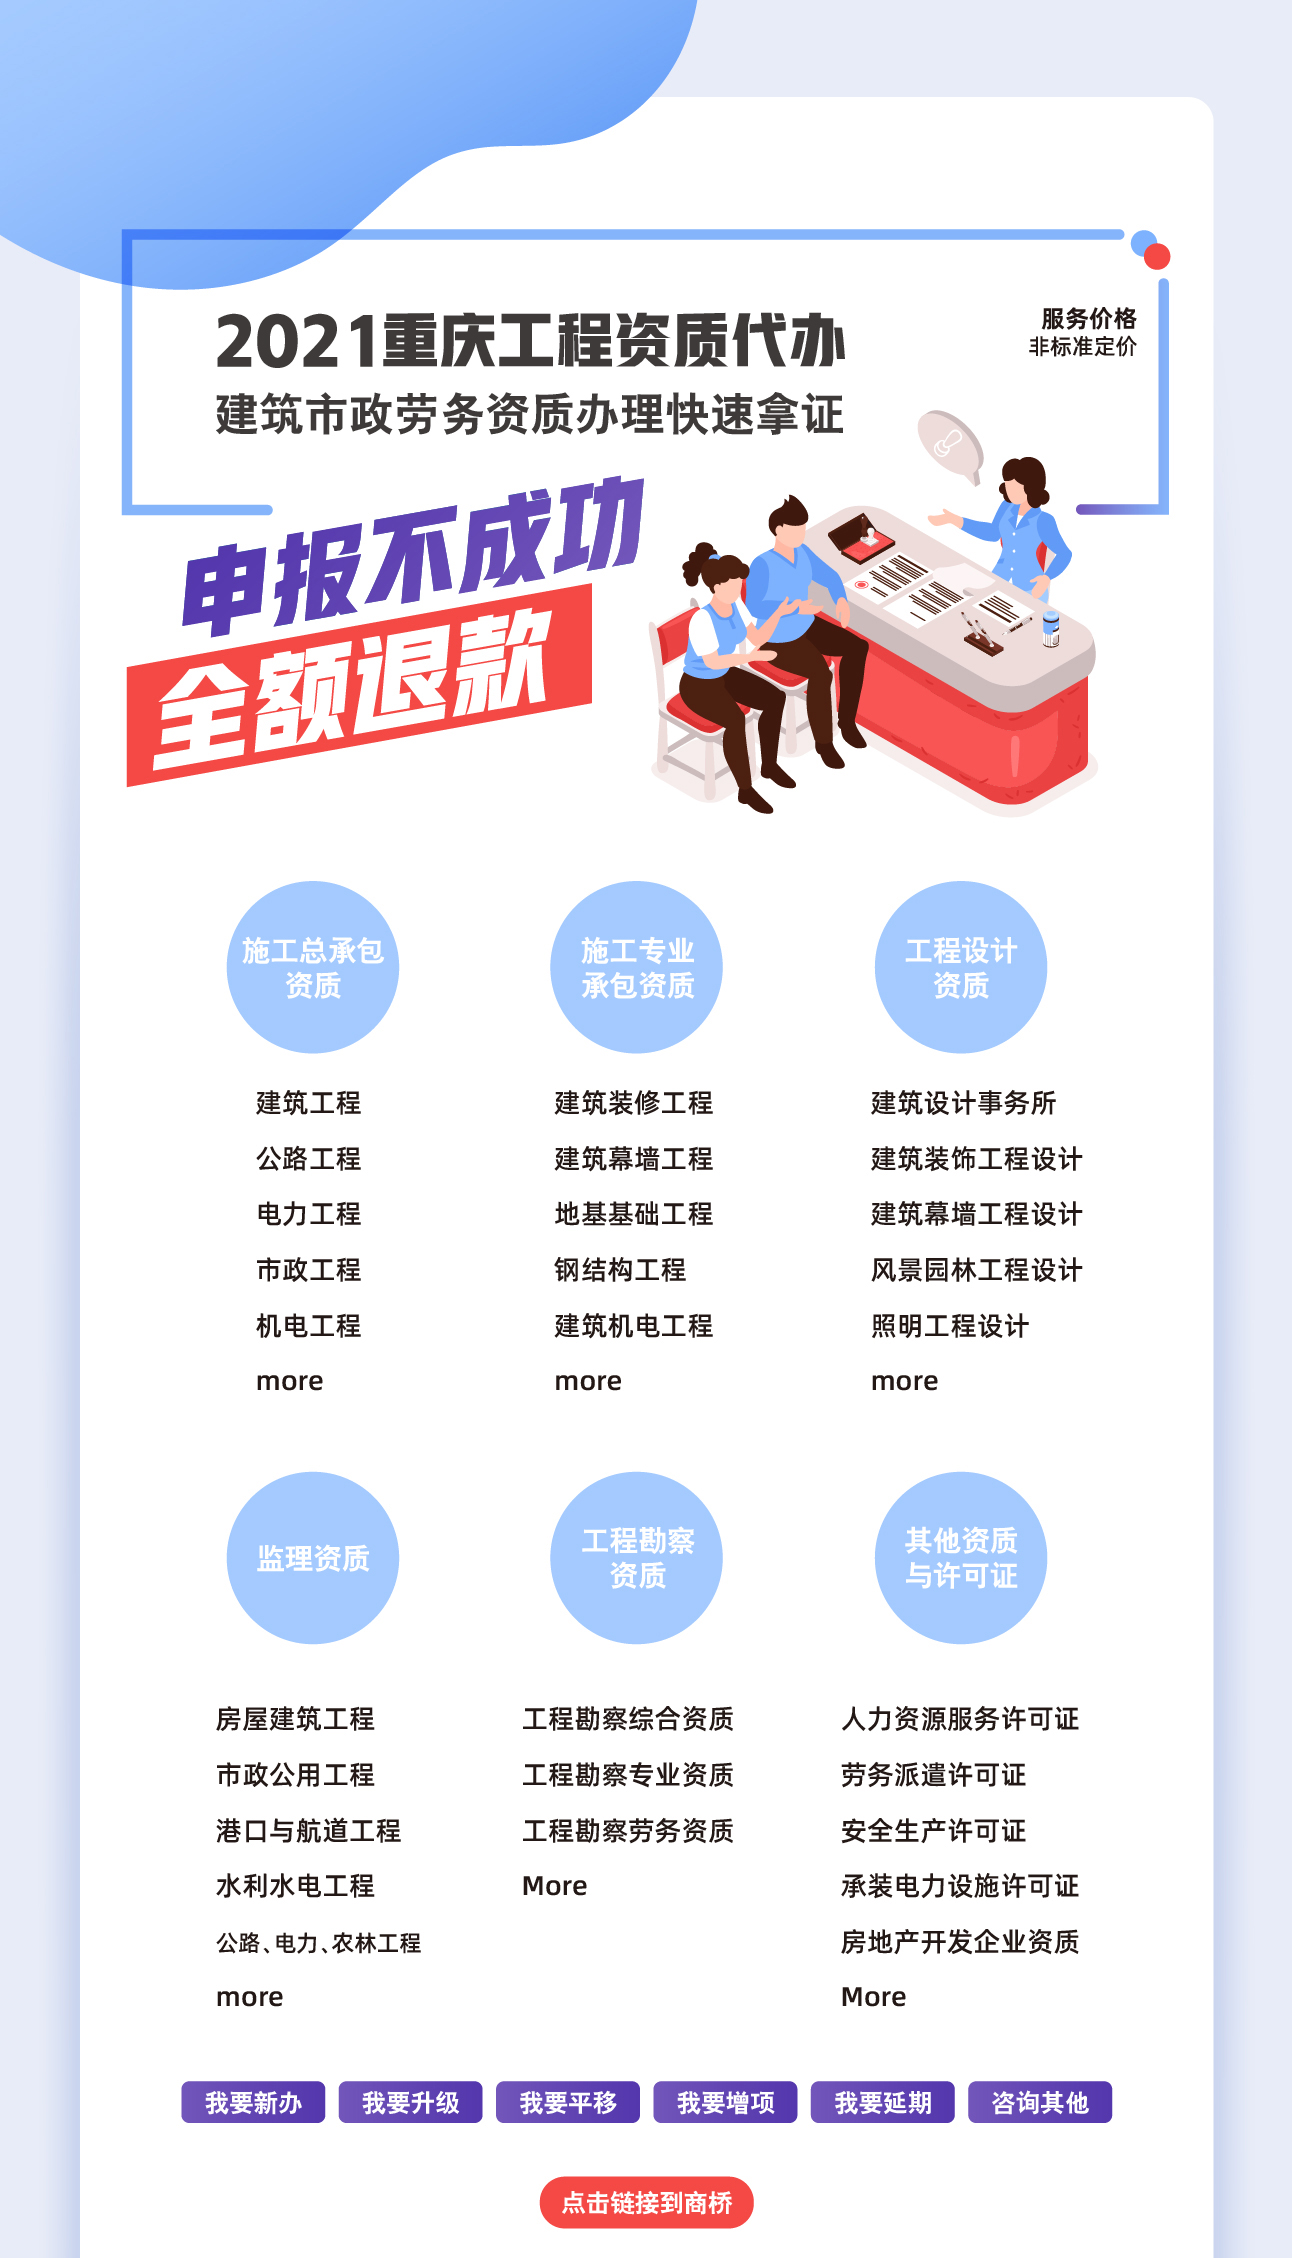 2021重庆工程资质代办
服务价格
非标准定价
建筑市政劳务资质办理快速拿证
申报不成功
全额退款
施工总承包
资质
施工专业
承包资质
工程设计
资质
建筑工程
公路工程
电力工程
市政工程
机电工程
more
建筑装修工程
建筑幕墙工程
地基基础工程
钢结构工程
建筑机电工程
more
建筑设计事务所
建筑装饰工程设计
建筑幕墙工程设计
风景园林工程设计
照明工程设计
more
监理资质
工程勘察
资质
其他资质
与许可证
房屋建筑工程
市政公用工程
港口与航道工程
水利水电工程
公路、电力、农林工程
more
工程勘察综合资质
工程勘察专业资质
工程勘察劳务资质
More
人力资源服务许可证
劳务派遣许可证
安全生产许可证
承装电力设施许可证
房地产开发企业资质
More
我要新办
我要升级
我要平移
我要增项
我要延期
咨询其他
点击链接到商桥